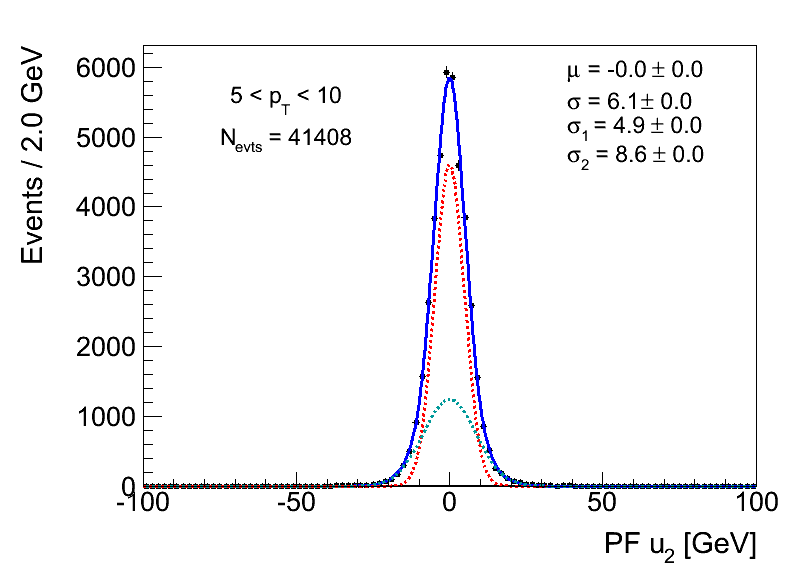 Events / 2.0 GeV
6000
5000
4000
3000
2000
1000
0
5 < p_T < 10
N_evts = 41408
μ = -0.0 ± 0.0
σ = 6.1± 0.0
σ_1 = 4.9 ± 0.0
σ_2 = 8.6 ± 0.0
-100 -50 0 50 100
PF u_2 [GeV]